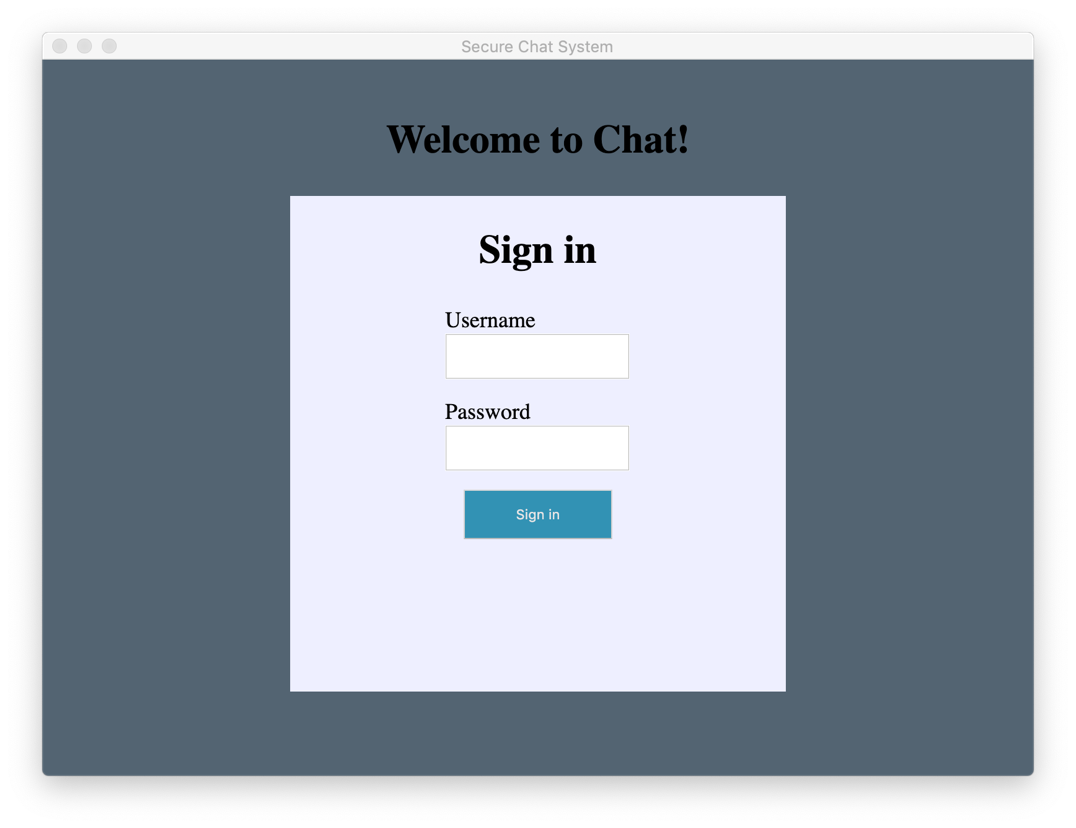 Secure Chat System
Welcome to Chat!
Sign in
Username
Password
Sign in